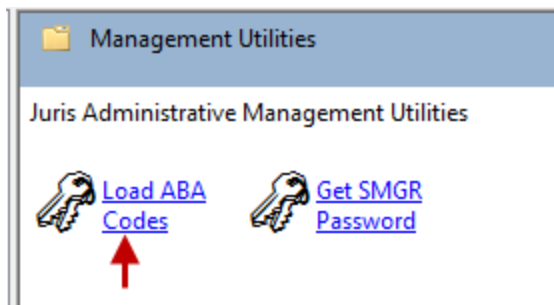 Management Utilities
Juris Administrative Management Utilities
Load ABA
Codes
Get SMGR
Password